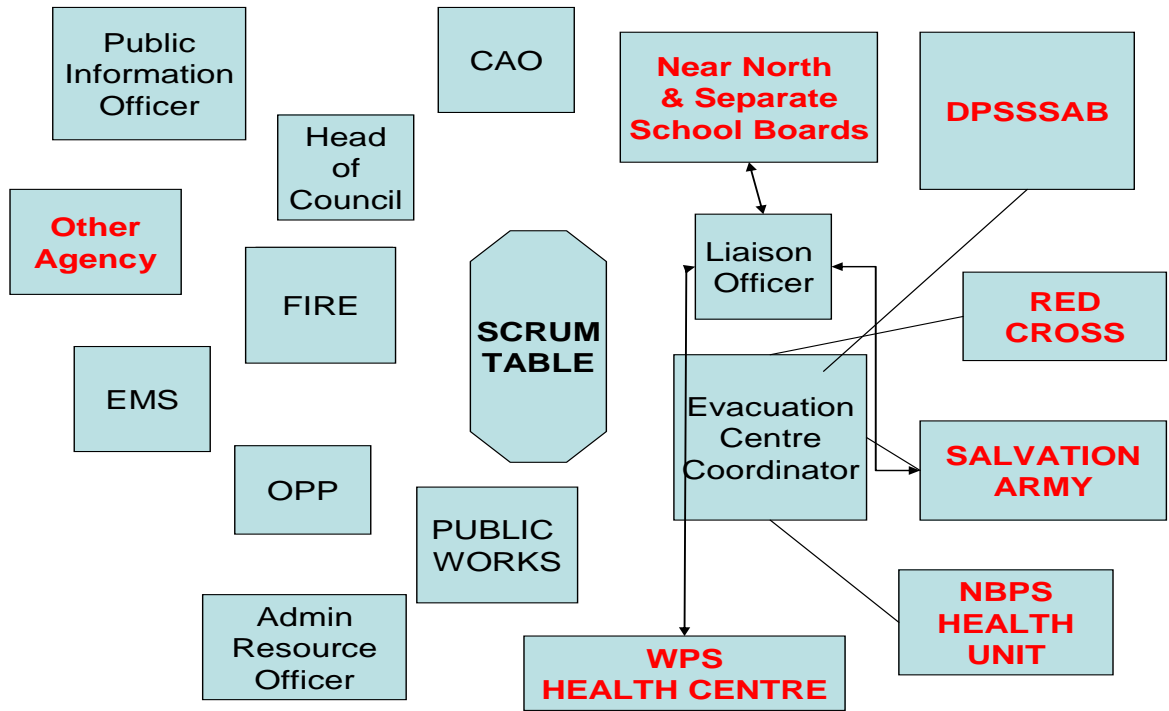 Public
Information
Officer
CAO
Near North
& Separate
School Boards
DPSSSAB
Head
of
Council
Other
Agency
FIRE
SCRUM
TABLE
Liaison
Officer
RED
CROSS
EMS
Evacuation
Centre
Coordinator
SALVATION
ARMY
OPP
PUBLIC
WORKS
Admin
Resource
Officer
WPS
HEALTH CENTRE
NBPS
HEALTH
UNIT